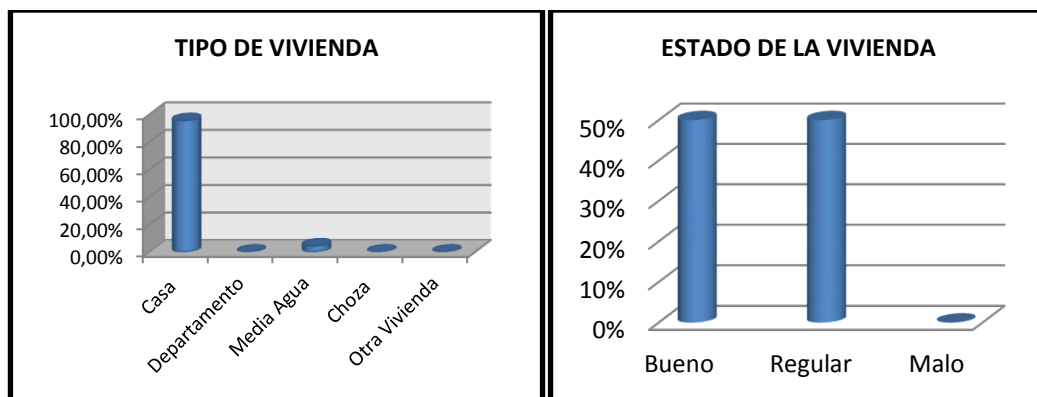 TIPO DE VIVIENDA
100,00%
80,00%
60,00%
40,00%
20,00%
0,00%
Casa
Departamento
Media Agua
Choza
Otra Vivienda
ESTADO DE LA VIVIENDA
50%
40%
30%
20%
10%
0%
Bueno Regular Malo